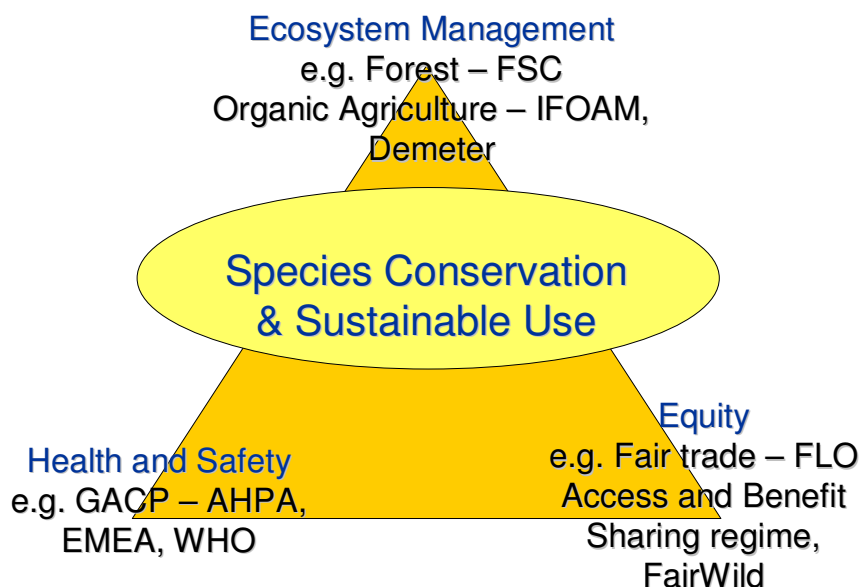 Ecosystem Management
e.g. Forest – FSC
Organic Agriculture – IFOAM,
Demeter
Species Conservation
& Sustainable Use
Health and Safety
e.g. GACP – AHPA,
EMEA, WHO
Equity
e.g. Fair trade – FLO
Access and Benefit
Sharing regime,
FairWild